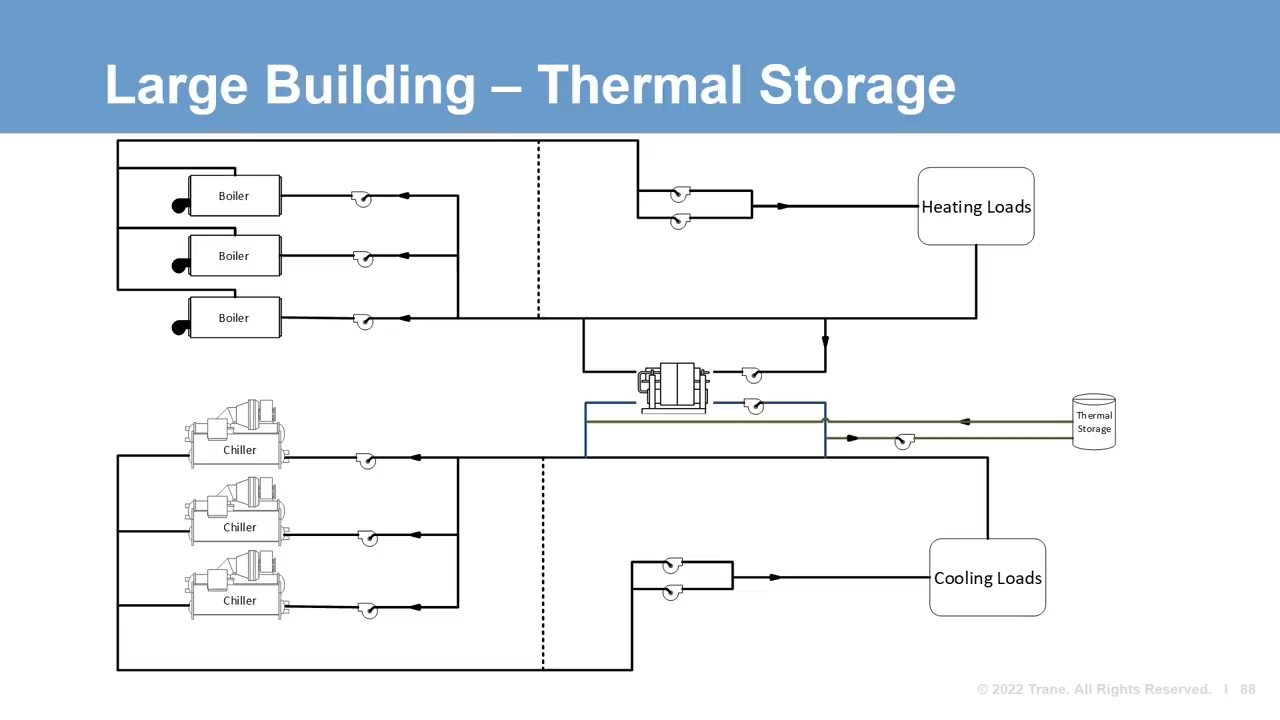 Large Building – Thermal Storage
Boiler
Heating Loads
Boiler
Boiler
Thermal
Storage
Chiller
Chiller
Cooling Loads
Chiller
© 2022 Trane. All Rights Reserved. I 88